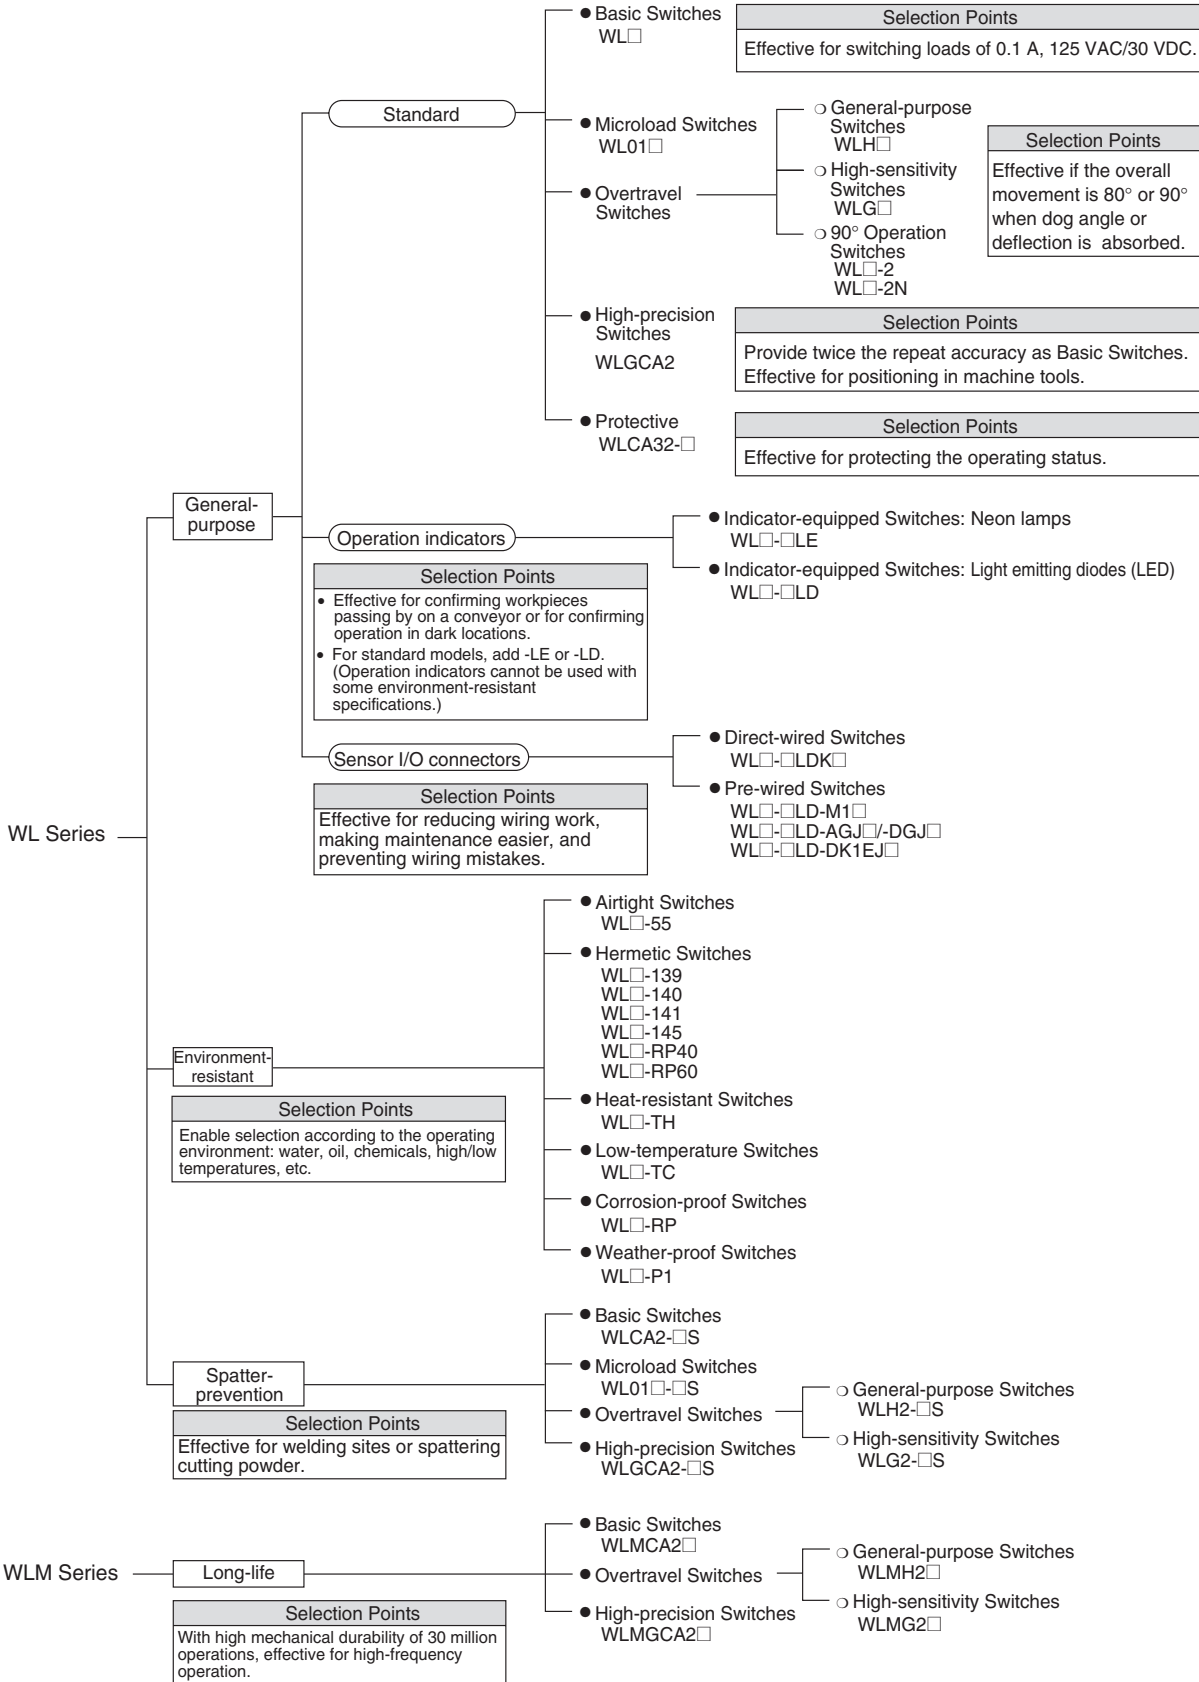 ● Basic Switches
WL□
Selection Points
Effective for switching loads of 0.1 A, 125 VAC/30 VDC.
Standard
● Microload Switches
WL01□
● Overtravel
Switches
❍ General-purpose
Switches
WLH□
❍ High-sensitivity
Switches
WLG□
❍ 90° Operation
Switches
WL□-2
WL□-2N
Selection Points
Effective if the overall
movement is 80° or 90°
when dog angle or
deflection is absorbed.
● High-precision
Switches
WLGCA2
Selection Points
Provide twice the repeat accuracy as Basic Switches.
Effective for positioning in machine tools.
● Protective
WLCA32-□
Selection Points
Effective for protecting the operating status.
General-
purpose
Operation indicators
● Indicator-equipped Switches: Neon lamps
WL□-□LE
● Indicator-equipped Switches: Light emitting diodes (LED)
WL□-□LD
Selection Points
• Effective for confirming workpieces
passing by on a conveyor or for confirming
operation in dark locations.
• For standard models, add -LE or -LD.
(Operation indicators cannot be used with
some environment-resistant
specifications.)
Sensor I/O connectors
● Direct-wired Switches
WL□-□LDK□
● Pre-wired Switches
WL□-□LD-M1□
WL□-□LD-AGJ□/-DGJ□
WL□-□LD-DK1EJ□
Selection Points
Effective for reducing wiring work,
making maintenance easier, and
preventing wiring mistakes.
WL Series
● Airtight Switches
WL□-55
● Hermetic Switches
WL□-139
WL□-140
WL□-141
WL□-145
WL□-RP40
WL□-RP60
Environment-
resistant
Selection Points
Enable selection according to the operating
environment: water, oil, chemicals, high/low
temperatures, etc.
● Heat-resistant Switches
WL□-TH
● Low-temperature Switches
WL□-TC
● Corrosion-proof Switches
WL□-RP
● Weather-proof Switches
WL□-P1
Spatter-
prevention
Selection Points
Effective for welding sites or spattering
cutting powder.
● Basic Switches
WLCA2-□S
● Microload Switches
WL01□-□S
● Overtravel Switches
❍ General-purpose Switches
WLH2-□S
❍ High-sensitivity Switches
WLG2-□S
● High-precision Switches
WLGCA2-□S
WLM Series
Long-life
Selection Points
With high mechanical durability of 30 million
operations, effective for high-frequency
operation.
● Basic Switches
WLMCA2□
● Overtravel Switches
❍ General-purpose Switches
WLMH2□
❍ High-sensitivity Switches
WLMG2□
● High-precision Switches
WLMGCA2□